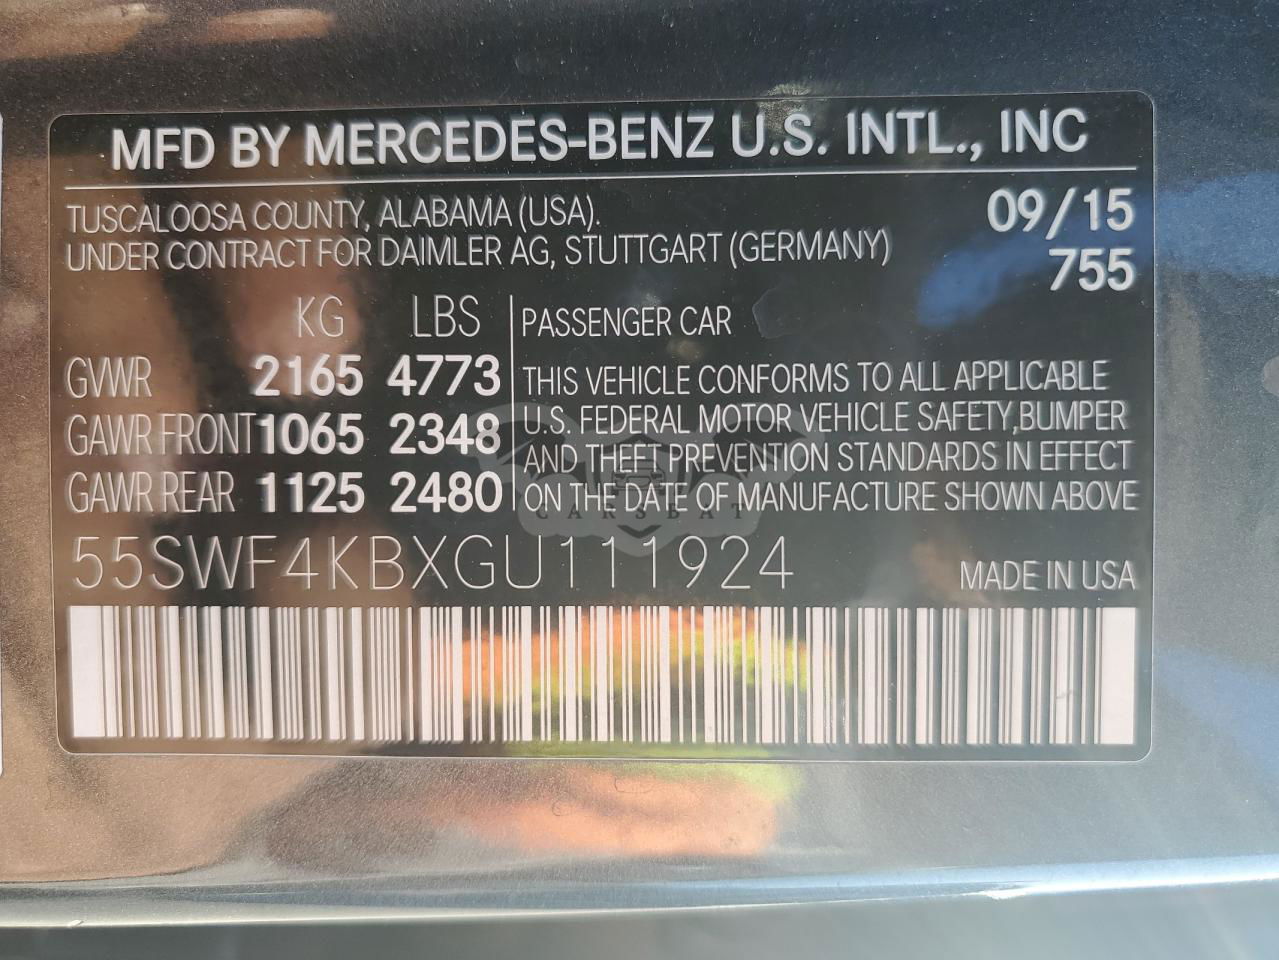 MFD BY MERCEDES-BENZ U.S. INTL., INC
TUSCALOOSA COUNTY, ALABAMA (USA). 09/15
UNDER CONTRACT FOR DAIMLER AG, STUTTGART (GERMANY) 755
KG LBS PASSENGER CAR
GVWR 2165 4773 THIS VEHICLE CONFORMS TO ALL APPLICABLE
GAWR FRONT 1065 2348 U.S. FEDERAL MOTOR VEHICLE SAFETY, BUMPER
AND THEFT PREVENTION STANDARDS IN EFFECT
GAWR REAR 1125 2480 ON THE DATE OF MANUFACTURE SHOWN ABOVE
CARSBAT
55SWF4KBXGU111924 MADE IN USA